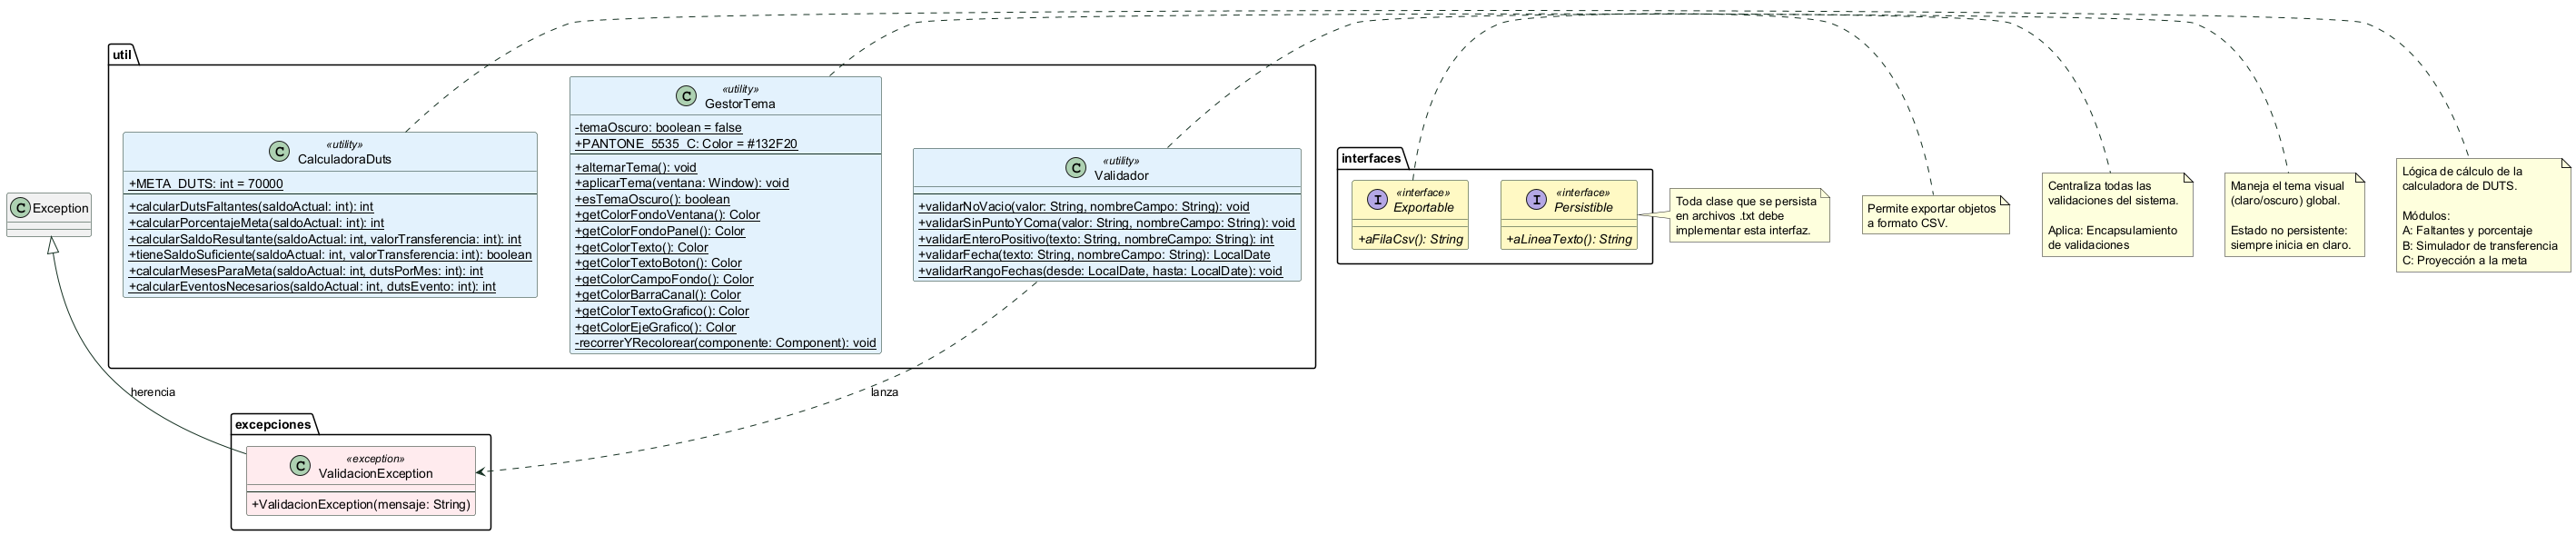 util
«utility»
CalculadoraDuts
+META_DUTS: int = 70000
+calcularDutsFaltantes(saldoActual: int): int
+calcularPorcentajeMeta(saldoActual: int): int
+calcularSaldoResultante(saldoActual: int, valorTransferencia: int): int
+tieneSaldoSuficiente(saldoActual: int, valorTransferencia: int): boolean
+calcularMesesParaMeta(saldoActual: int, dutsPorMes: int): int
+calcularEventosNecesarios(saldoActual: int, dutsEvento: int): int
«utility»
GestorTema
-temaOscuro: boolean = false
+PANTONE_5535_C: Color = #132F20
+alternarTema(): void
+aplicarTema(ventana: Window): void
+esTemaOscuro(): boolean
+getColorFondoVentana(): Color
+getColorFondoPanel(): Color
+getColorTexto(): Color
+getColorTextoBoton(): Color
+getColorCampoFondo(): Color
+getColorBarraCanal(): Color
+getColorTextoGrafico(): Color
+getColorEjeGrafico(): Color
-recorrerYRecolorear(componente: Component): void
«utility»
Validador
+validarNoVacio(valor: String, nombreCampo: String): void
+validarSinPuntoYComa(valor: String, nombreCampo: String): void
+validarEnteroPositivo(texto: String, nombreCampo: String): int
+validarFecha(texto: String, nombreCampo: String): LocalDate
+validarRangoFechas(desde: LocalDate, hasta: LocalDate): void
interfaces
«interface»
Exportable
+aFilaCsv(): String
«interface»
Persistible
+aLineaTexto(): String
Toda clase que se persista
en archivos .txt debe
implementar esta interfaz.
Permite exportar objetos
a formato CSV.
Centraliza todas las
validaciones del sistema.
Aplica: Encapsulamiento
de validaciones
Maneja el tema visual
(claro/oscuro) global.
Estado no persistente:
siempre inicia en claro.
Lógica de cálculo de la
calculadora de DUTS.
Módulos:
A: Faltantes y porcentaje
B: Simulador de transferencia
C: Proyección a la meta
Exception
herencia
lanza
excepciones
«exception»
ValidacionException
+ValidacionException(mensaje: String)